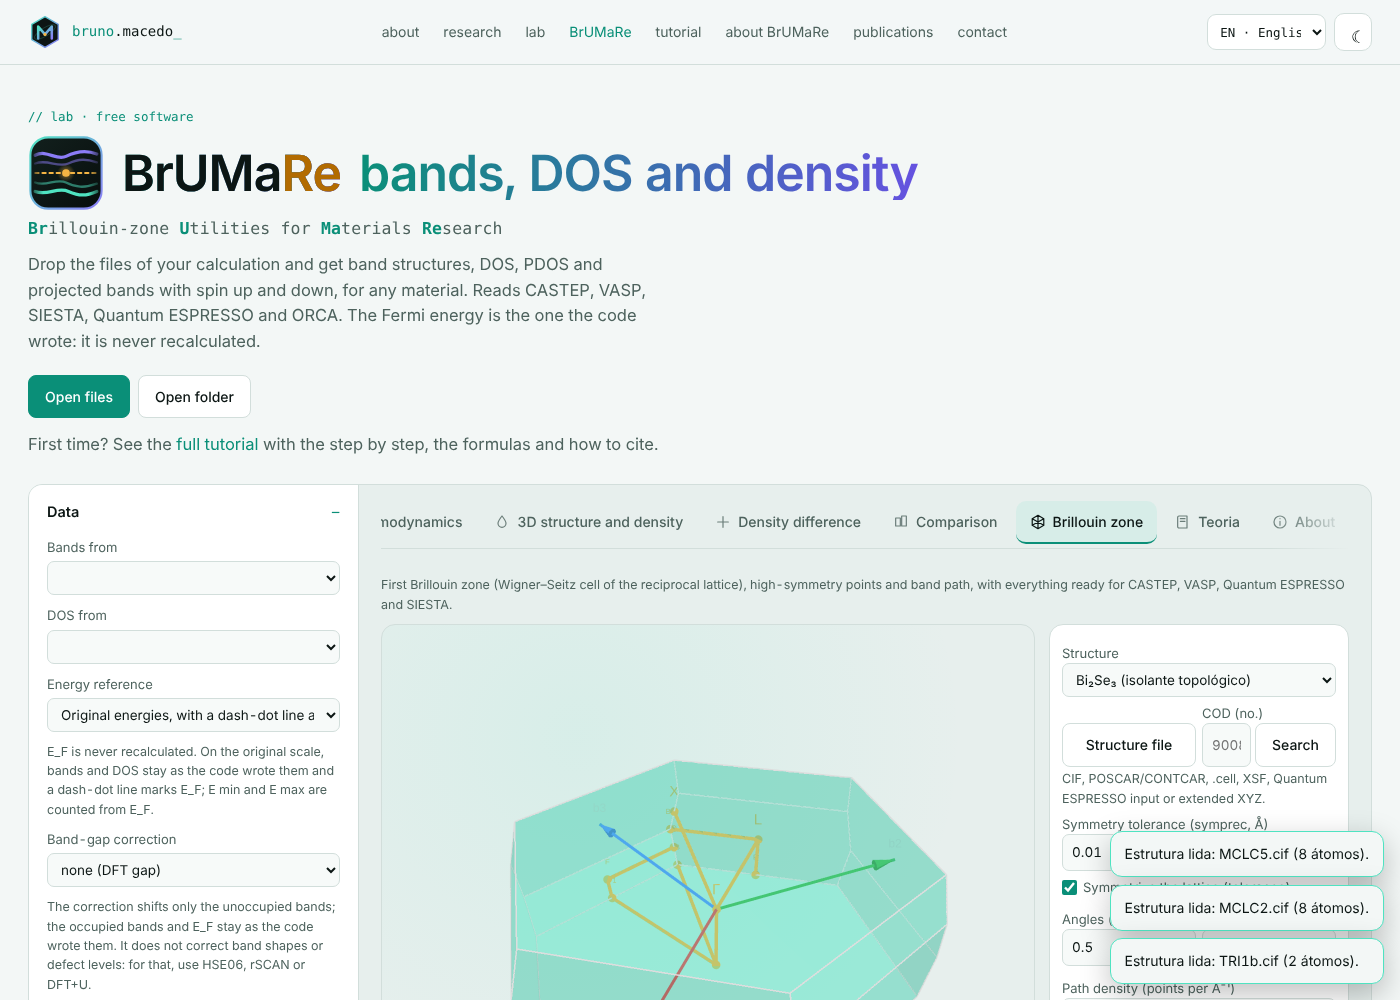 bruno.macedo_
about
research
lab
BrUMaRe
tutorial
about BrUMaRe
publications
contact
EN · Englis
// lab · free software
BrUMaRe bands, DOS and density
Brillouin-zone Utilities for Materials Research
Drop the files of your calculation and get band structures, DOS, PDOS and
projected bands with spin up and down, for any material. Reads CASTEP, VASP,
SIESTA, Quantum ESPRESSO and ORCA. The Fermi energy is the one the code
wrote: it is never recalculated.
Open files
Open folder
First time? See the full tutorial with the step by step, the formulas and how to cite.
Data
−
Bands from
DOS from
Energy reference
Original energies, with a dash-dot line a
E_F is never recalculated. On the original scale,
bands and DOS stay as the code wrote them and
a dash-dot line marks E_F; E min and E max are
counted from E_F.
Band-gap correction
none (DFT gap)
The correction shifts only the unoccupied bands;
the occupied bands and E_F stay as the code
wrote them. It does not correct band shapes or
defect levels: for that, use HSE06, rSCAN or
DFT+U.
modynamics
3D structure and density
Density difference
Comparison
Brillouin zone
Teoria
About
First Brillouin zone (Wigner–Seitz cell of the reciprocal lattice), high-symmetry points and band path, with everything ready for CASTEP, VASP, Quantum ESPRESSO
and SIESTA.
X
L
Γ
Structure
Bi₂Se₃ (isolante topológico)
COD (no.)
Structure file
900
Search
CIF, POSCAR/CONTCAR, .cell, XSF, Quantum
ESPRESSO input or extended XYZ.
Symmetry tolerance (symprec, Å)
0.01
Estrutura lida: MCLC5.cif (8 átomos).
Estrutura lida: MCLC2.cif (8 átomos).
Angles
0.5
Estrutura lida: TRI1b.cif (2 átomos).
Path density (points per Å⁻¹)